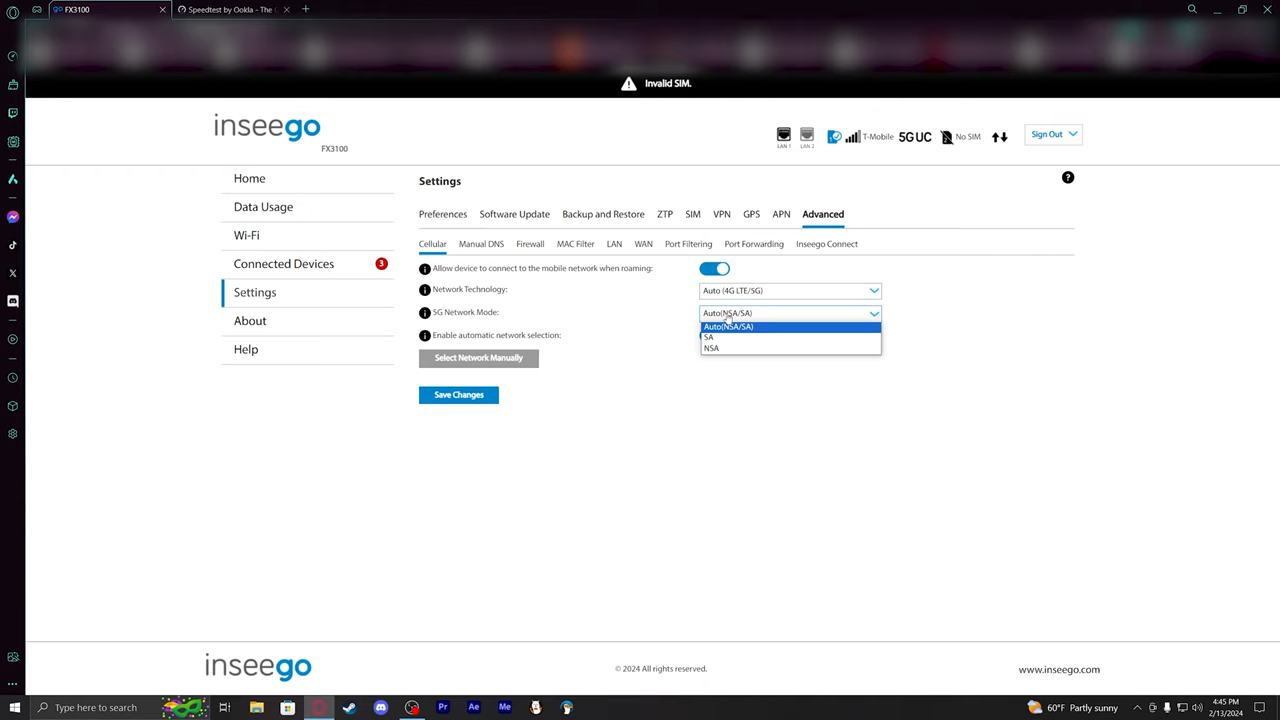 FX3100
Speedtest by Ookla - The G
Invalid SIM.
inseego
FX3100
LAN 1
LAN 2
T-Mobile
5G UC
No SIM
Sign Out
Home
Data Usage
Wi-Fi
Connected Devices
3
Settings
About
Help
Settings
Preferences Software Update Backup and Restore ZTP SIM VPN GPS APN Advanced
Cellular Manual DNS Firewall MAC Filter LAN WAN Port Filtering Port Forwarding Inseego Connect
Allow device to connect to the mobile network when roaming:
Network Technology: Auto (4G LTE/5G)
5G Network Mode: Auto(NSA/SA)
Auto(NSA/SA)
SA
NSA
Enable automatic network selection:
Select Network Manually
Save Changes
inseego
© 2024 All rights reserved.
www.inseego.com
Type here to search
Pr
Ae
Me
60°F Partly sunny
4:45 PM
2/13/2024